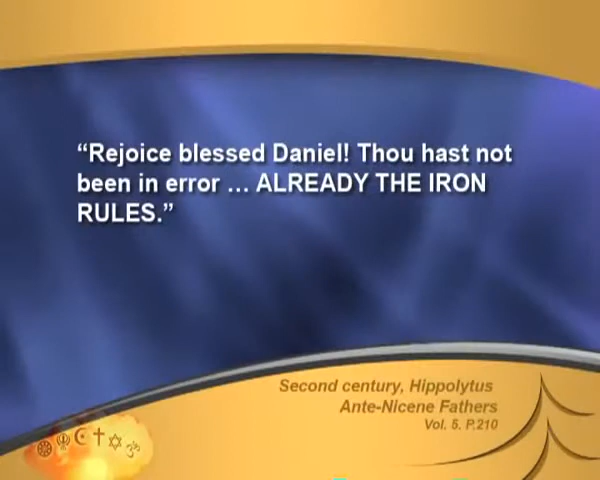 “Rejoice blessed Daniel! Thou hast not
been in error … ALREADY THE IRON
RULES.”
Second century, Hippolytus
Ante-Nicene Fathers
Vol. 5. P.210